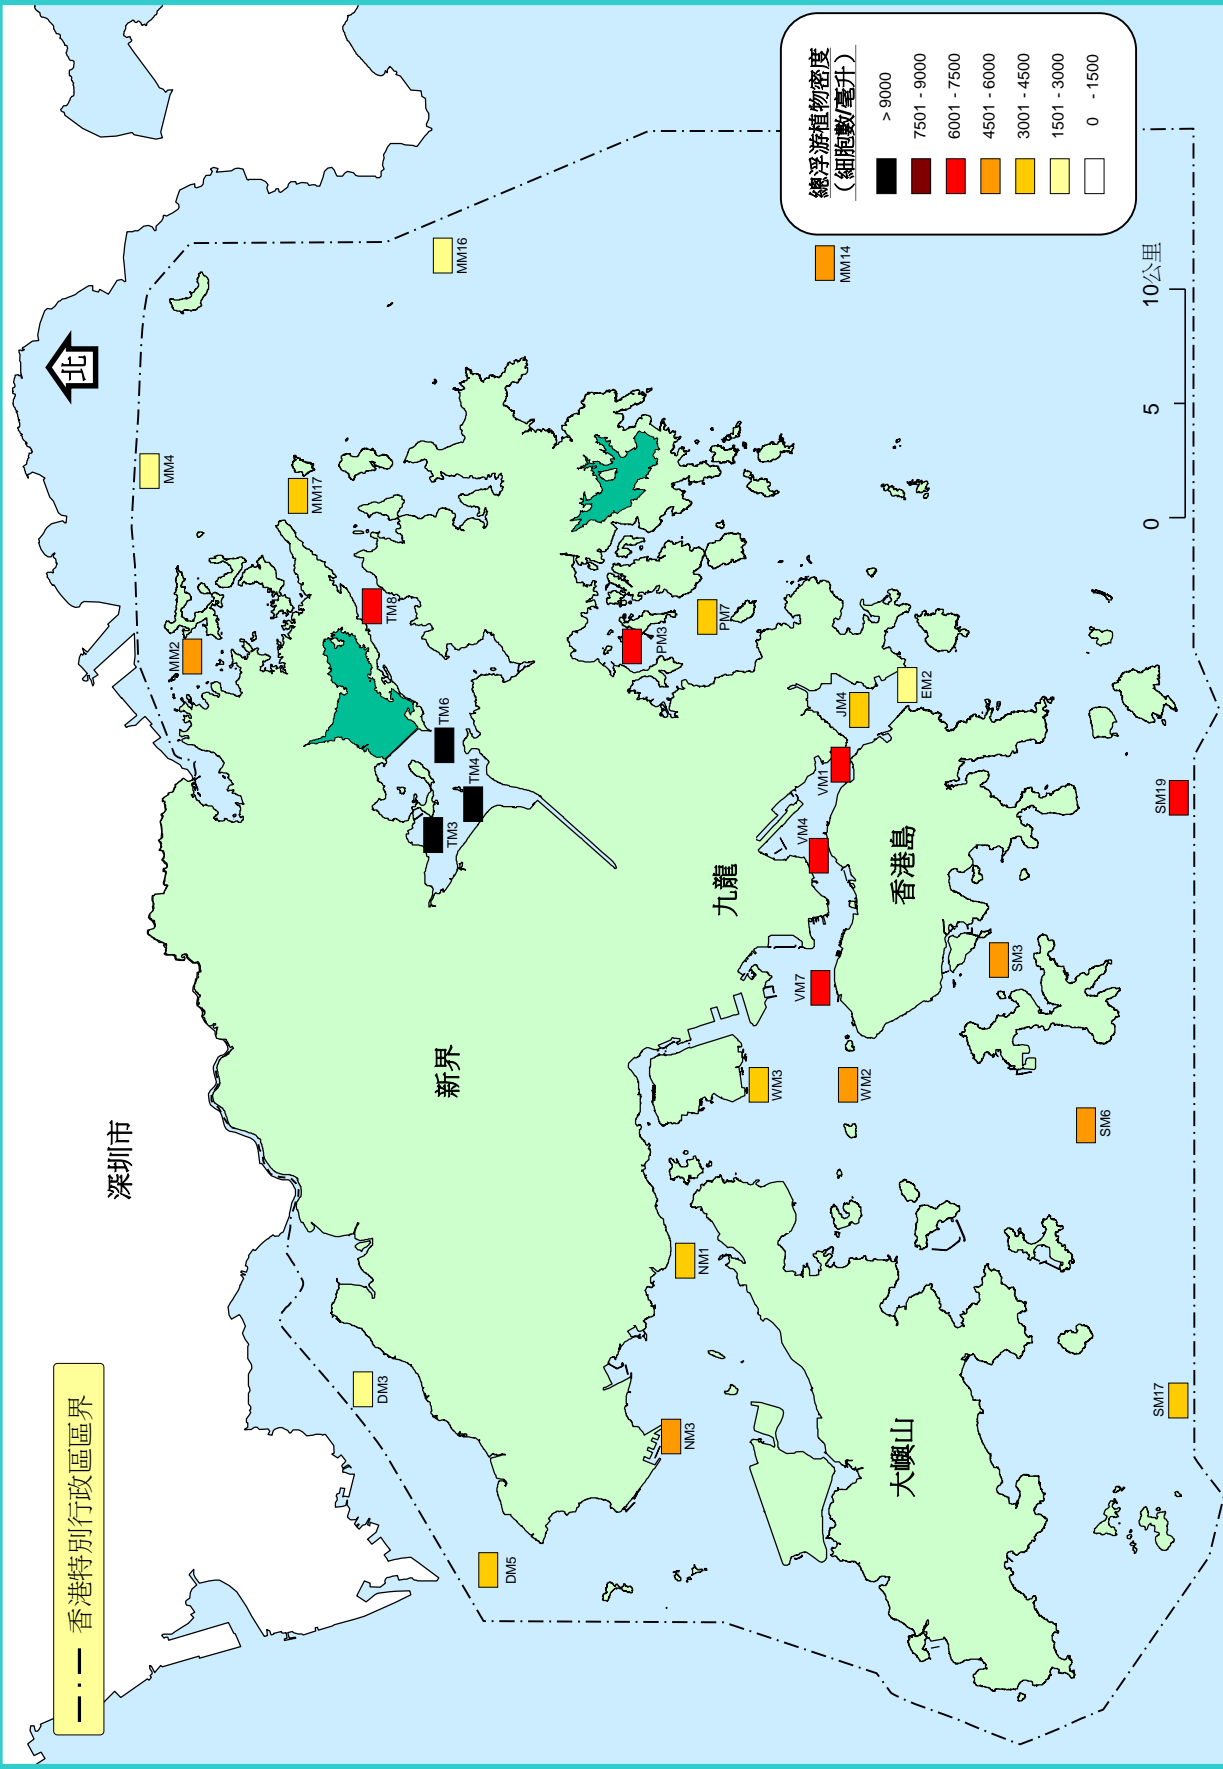 香港特別行政區區界
深圳市
北
MM4
MM2
MM17
MM16
DM3
TM8
新界
TM3
TM6
TM4
DM5
PM3
NM3
NM1
PM7
九龍
WM3
VM7
VM4
VM11
JM4
MM14
WM2
EM2
大嶼山
香港島
SM3
SM6
SM17
SM19
0 5 10公里
總浮游植物密度
(細胞數/毫升)
> 9000
7501 - 9000
6001 - 7500
4501 - 6000
3001 - 4500
1501 - 3000
0 - 1500